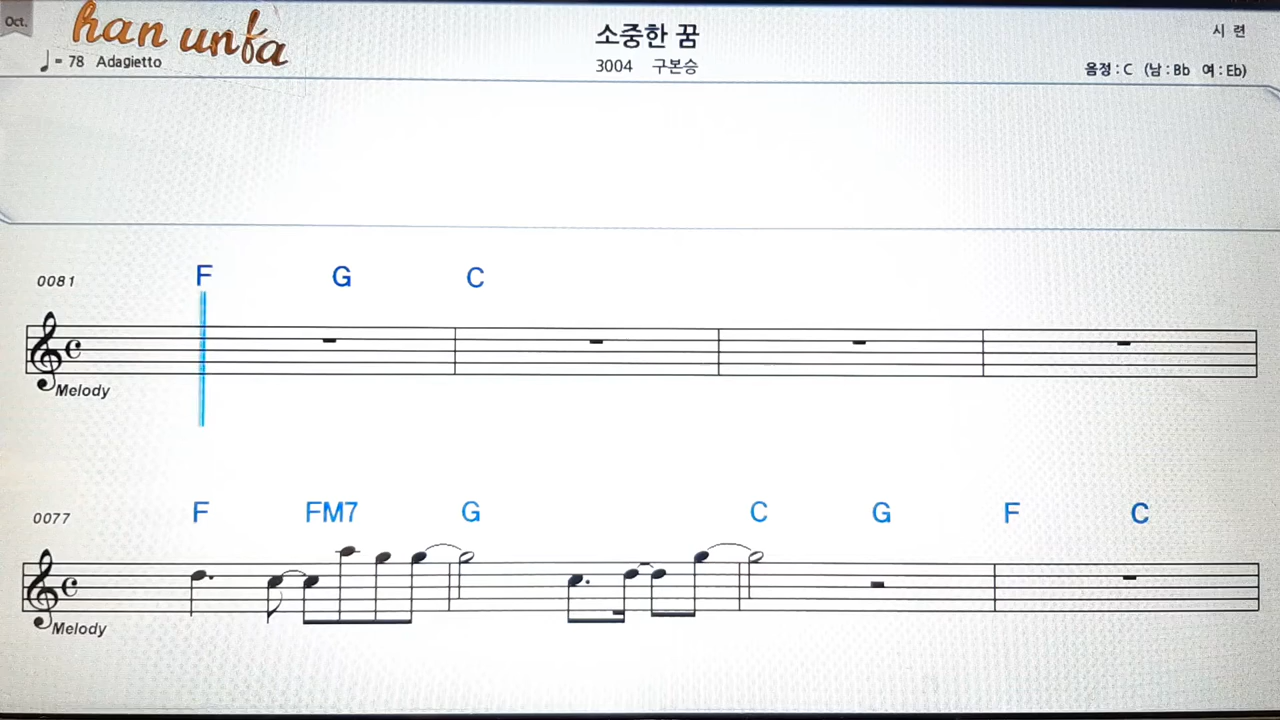 Oct.
han unfa
소중한 꿈
시 련
= 78 Adagietto
3004 구본승
음정 : C (남 : Bb 여 : Eb)
0081 F G C
Melody
0077 F FM7 G C G F C
Melody